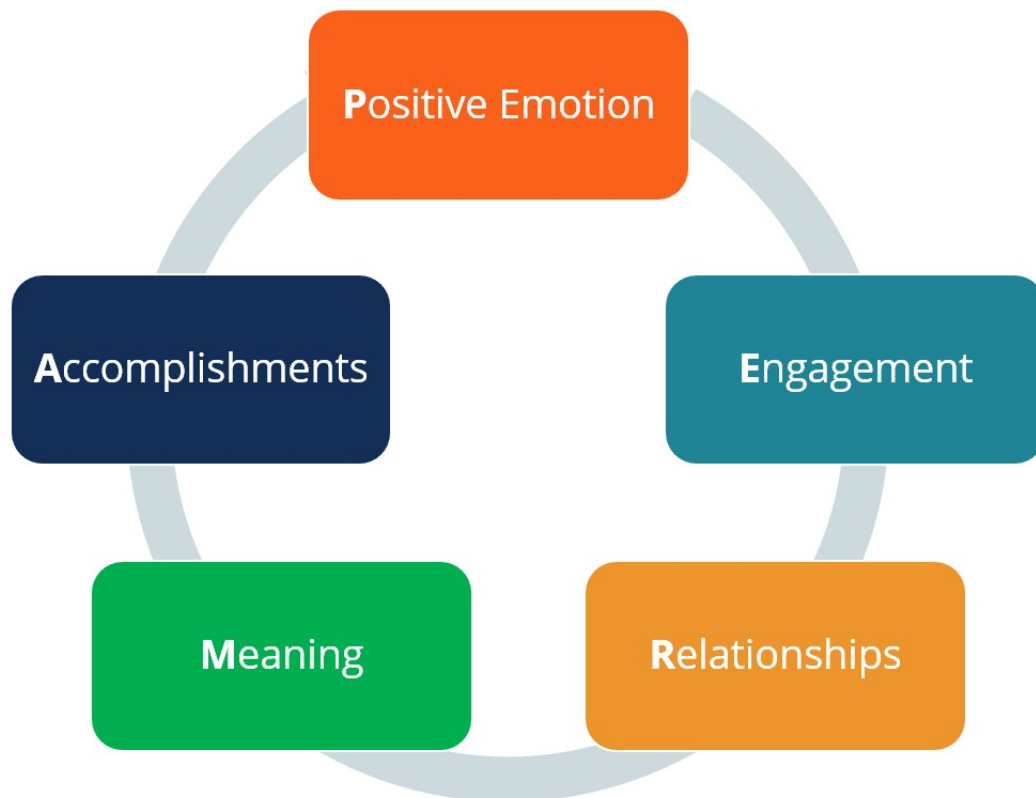 Positive Emotion
Engagement
Relationships
Meaning
Accomplishments